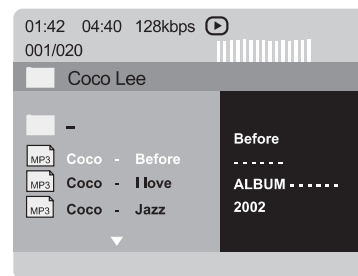 01:42 04:40 128kbps
001/020
Coco Lee
-
MP3 Coco - Before
MP3 Coco - I love
MP3 Coco - Jazz
Before
- - - - - -
ALBUM - - - - - -
2002